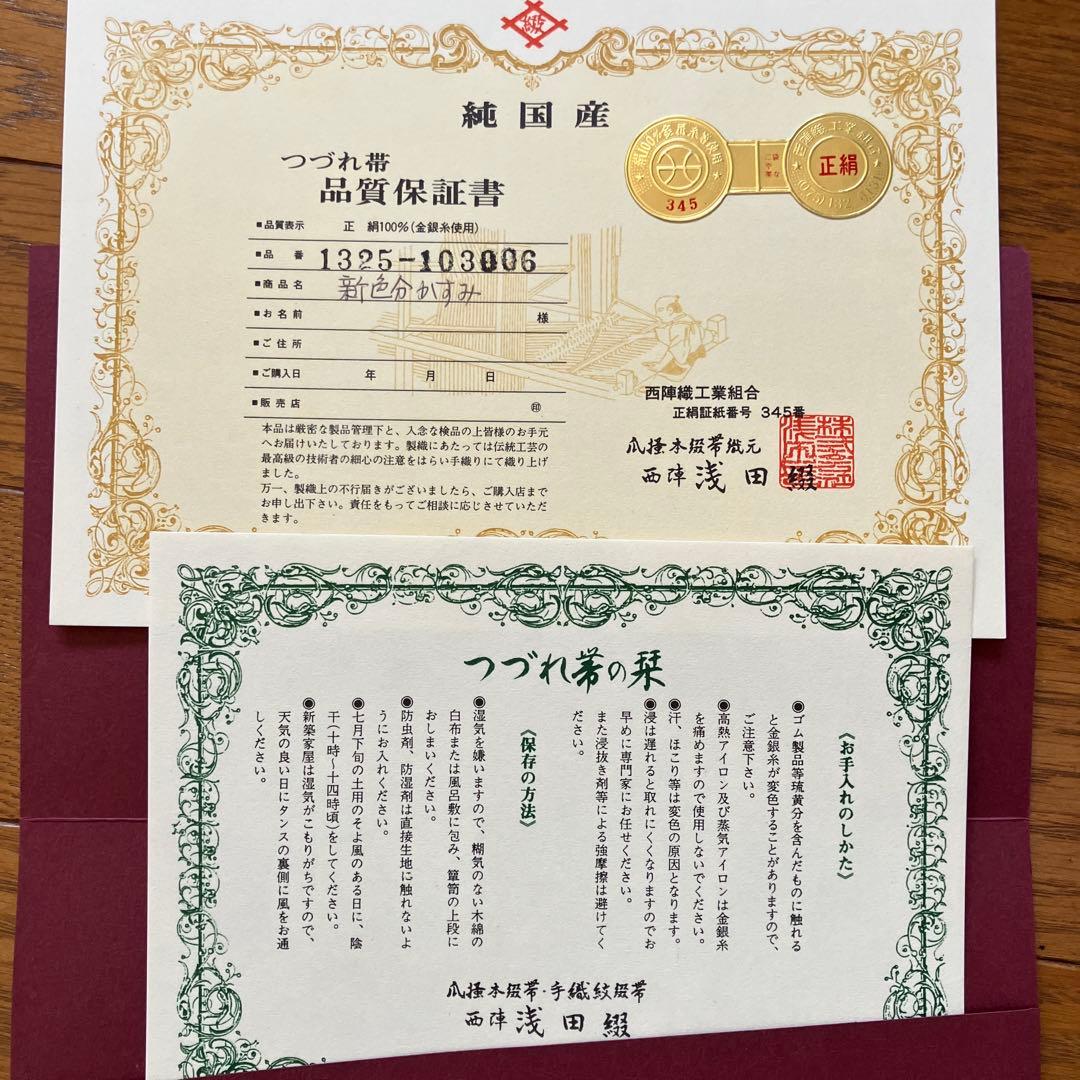 綴
純国産
つづれ帯
品質保証書
■品質表示 正 絹100%(金銀糸使用)
■品 番 1325-103006
■商品名 新色分かすみ
■お名前 様
■ご住所
■ご購入日 年 月 日
■販売店 ㊞
本品は厳密な製品管理下と、入念な検品の上皆様のお手元
へお届けいたしております。製織にあたっては伝統工芸の
最高級の技術者の細心の注意をはらい手織りにて織り上げ
ました。
万一、製織上の不行届きがございましたら、ご購入店まで
お申し出下さい。責任をもってご相談に応じさせていただ
きます。
345
正絹
西陣織工業組合
正絹証紙番号 345番
爪掻本綴帯織元
西陣 浅田綴
つづれ帯の栞
《お手入れのしかた》
●ゴム製品等硫黄分を含んだものに触れる
と金銀糸が変色することがありますので、
ご注意下さい。
●高熱アイロン及び蒸気アイロンは金銀糸
を痛めますので使用しないでください。
●汗、ほこり等は変色の原因となります。
●浸は遅れると取れにくくなりますのでお
早めに専門家にお任せください。
また浸抜き剤等による強摩擦は避けてく
ださい。
《保存の方法》
●湿気を嫌いますので、糊気のない木綿の
白布または風呂敷に包み、簞笥の上段に
おしまいください。
●防虫剤、防湿剤は直接生地に触れないよ
うにお入れください。
●七月下旬の土用のそよ風のある日に、陰
干(十時〜十四時頃)をしてください。
●新築家屋は湿気がこもりがちですので、
天気の良い日にタンスの裏側に風をお通
しください。
爪掻本綴帯・手織紋綴帯
西陣 浅田綴